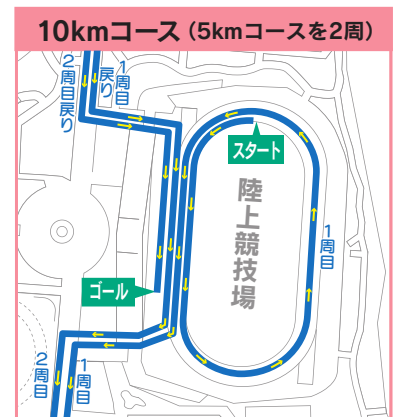 10kmコース（5kmコースを2周）
1周目
戻り
2周目戻り
スタート
陸上競技場
1周目
ゴール
2周目
1周目